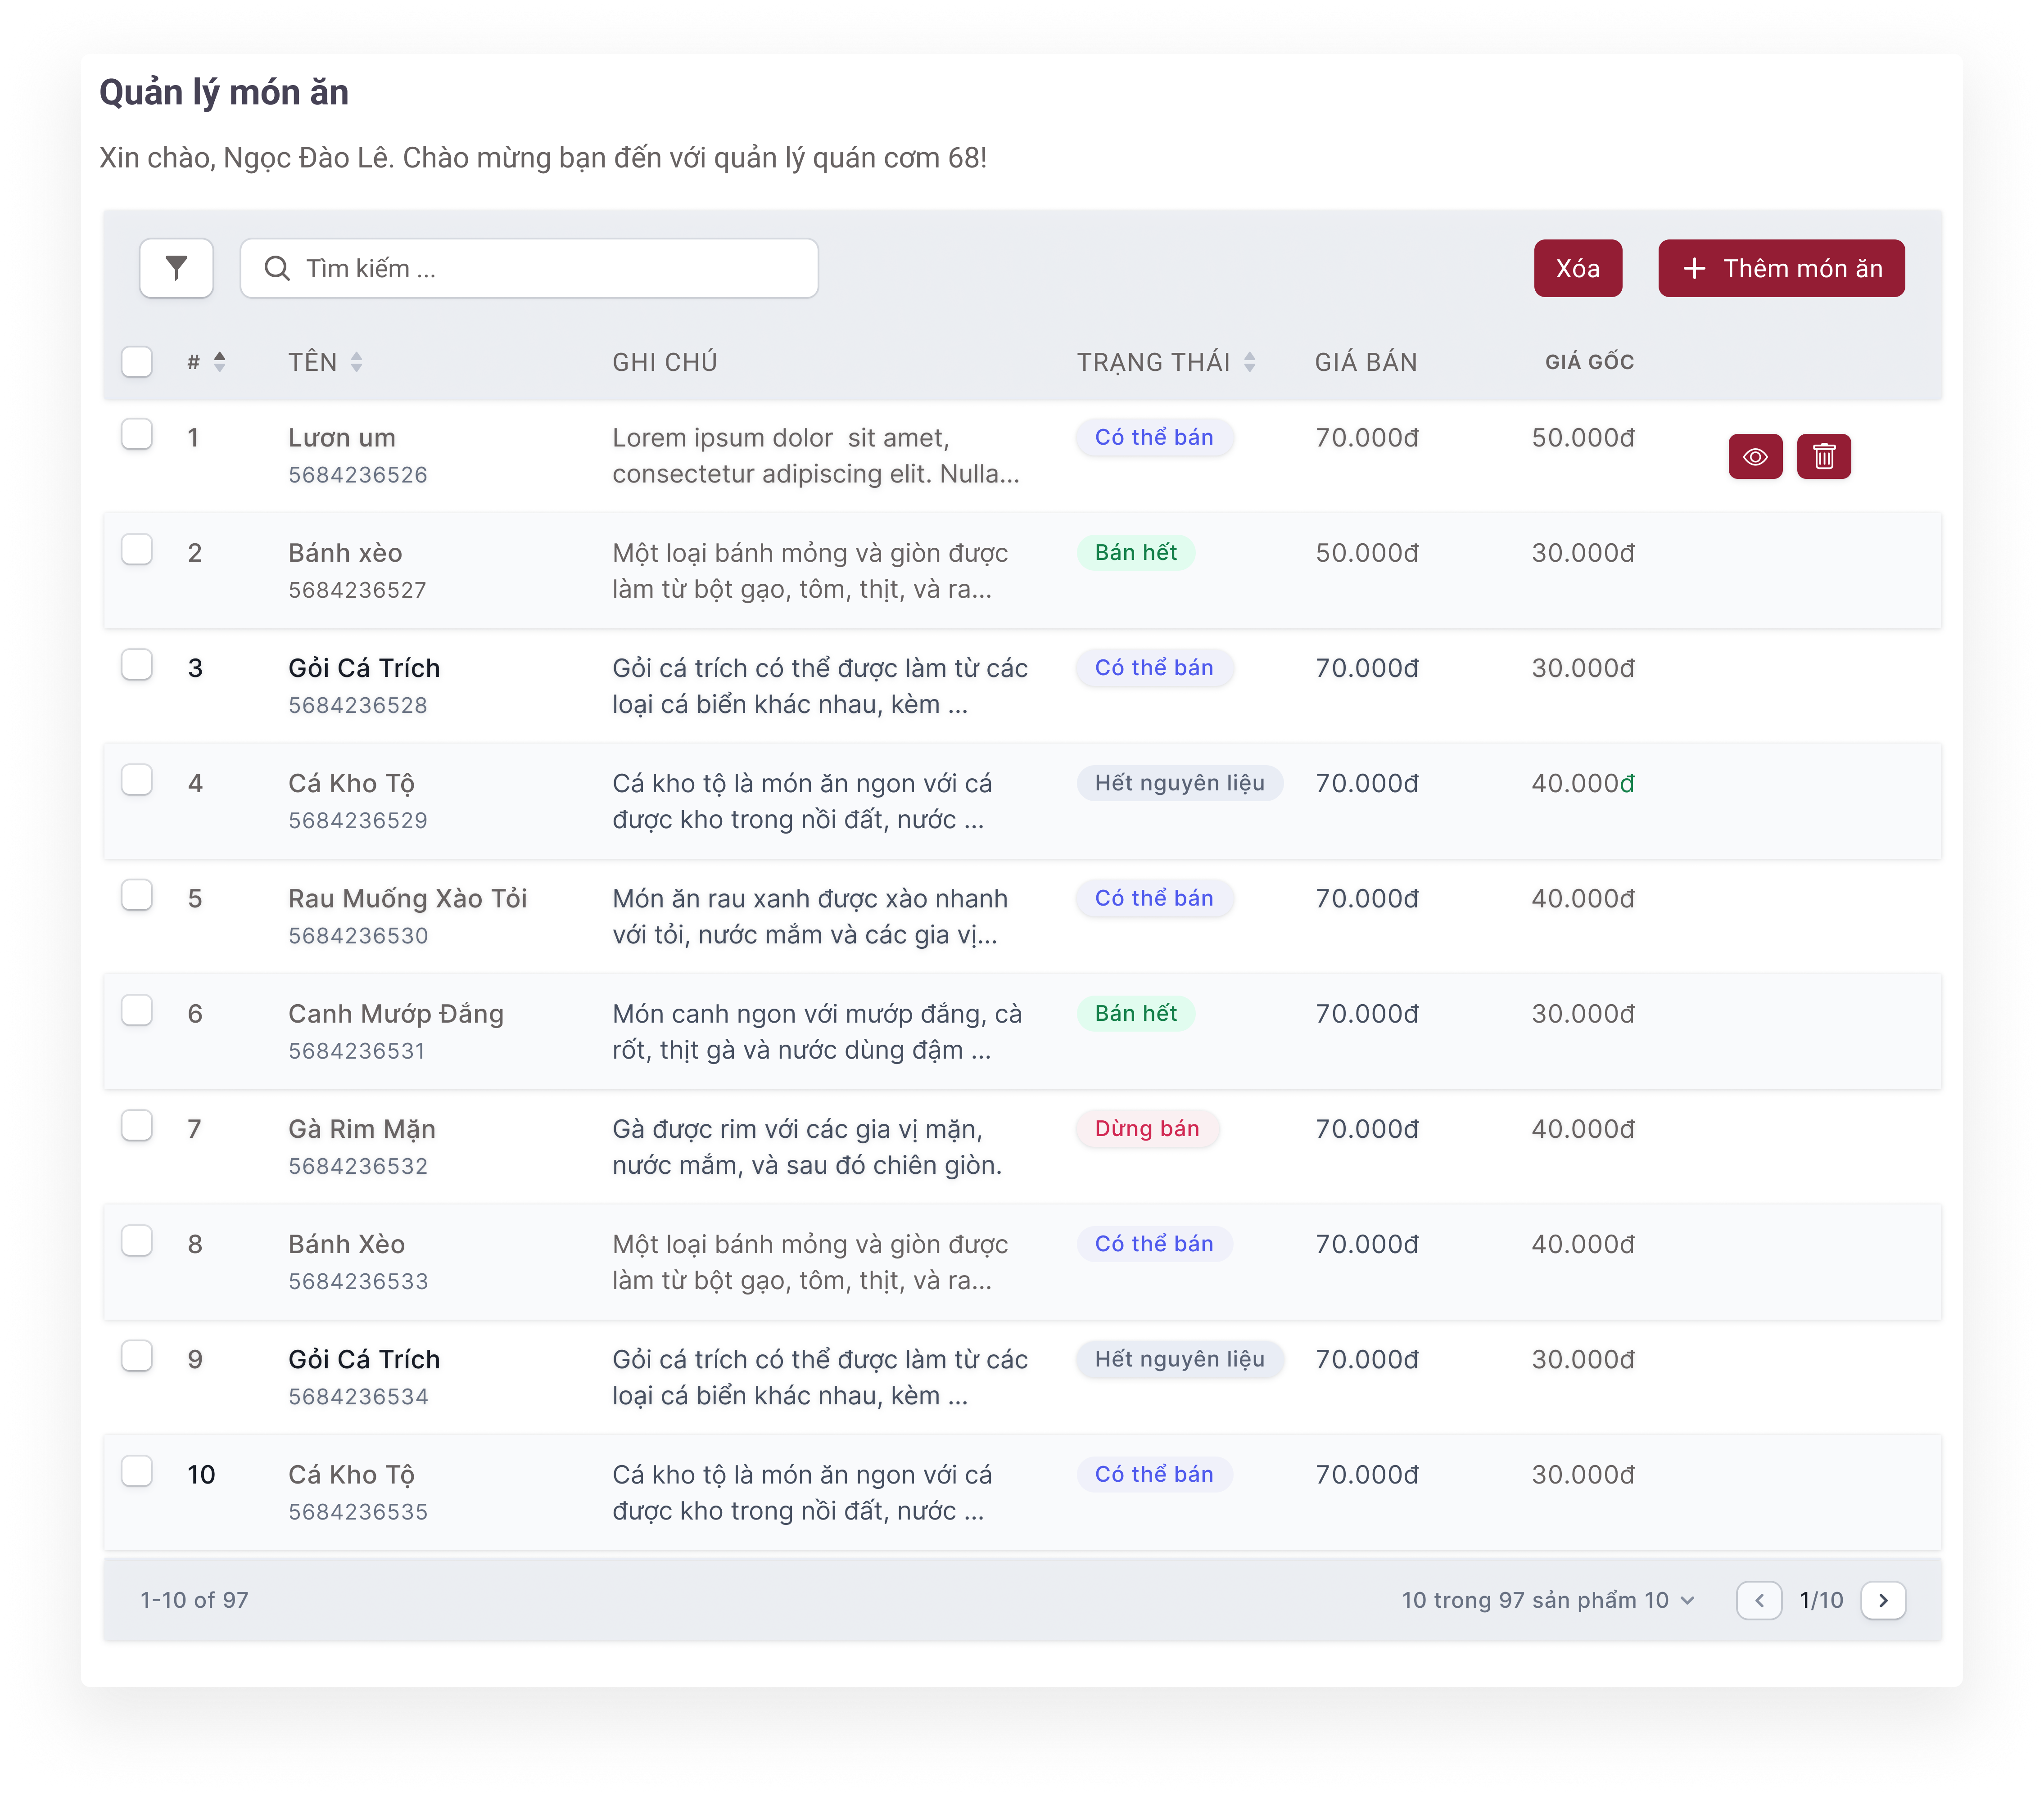 Quản lý món ăn
Xin chào, Ngọc Đào Lê. Chào mừng bạn đến với quản lý quán cơm 68!
Tìm kiếm ... Xóa + Thêm món ăn
# TÊN GHI CHÚ TRẠNG THÁI GIÁ BÁN GIÁ GỐC
1 Lươn um Lorem ipsum dolor  sit amet, Có thể bán 70.000đ 50.000đ
5684236526 consectetur adipiscing elit. Nulla...
2 Bánh xèo Một loại bánh mỏng và giòn được Bán hết 50.000đ 30.000đ
5684236527 làm từ bột gạo, tôm, thịt, và ra...
3 Gỏi Cá Trích Gỏi cá trích có thể được làm từ các Có thể bán 70.000đ 30.000đ
5684236528 loại cá biển khác nhau, kèm ...
4 Cá Kho Tộ Cá kho tộ là món ăn ngon với cá Hết nguyên liệu 70.000đ 40.000đ
5684236529 được kho trong nồi đất, nước ...
5 Rau Muống Xào Tỏi Món ăn rau xanh được xào nhanh Có thể bán 70.000đ 40.000đ
5684236530 với tỏi, nước mắm và các gia vị...
6 Canh Mướp Đắng Món canh ngon với mướp đắng, cà Bán hết 70.000đ 30.000đ
5684236531 rốt, thịt gà và nước dùng đậm ...
7 Gà Rim Mặn Gà được rim với các gia vị mặn, Dừng bán 70.000đ 40.000đ
5684236532 nước mắm, và sau đó chiên giòn.
8 Bánh Xèo Một loại bánh mỏng và giòn được Có thể bán 70.000đ 40.000đ
5684236533 làm từ bột gạo, tôm, thịt, và ra...
9 Gỏi Cá Trích Gỏi cá trích có thể được làm từ các Hết nguyên liệu 70.000đ 30.000đ
5684236534 loại cá biển khác nhau, kèm ...
10 Cá Kho Tộ Cá kho tộ là món ăn ngon với cá Có thể bán 70.000đ 30.000đ
5684236535 được kho trong nồi đất, nước ...
1-10 of 97 10 trong 97 sản phẩm 10 1/10